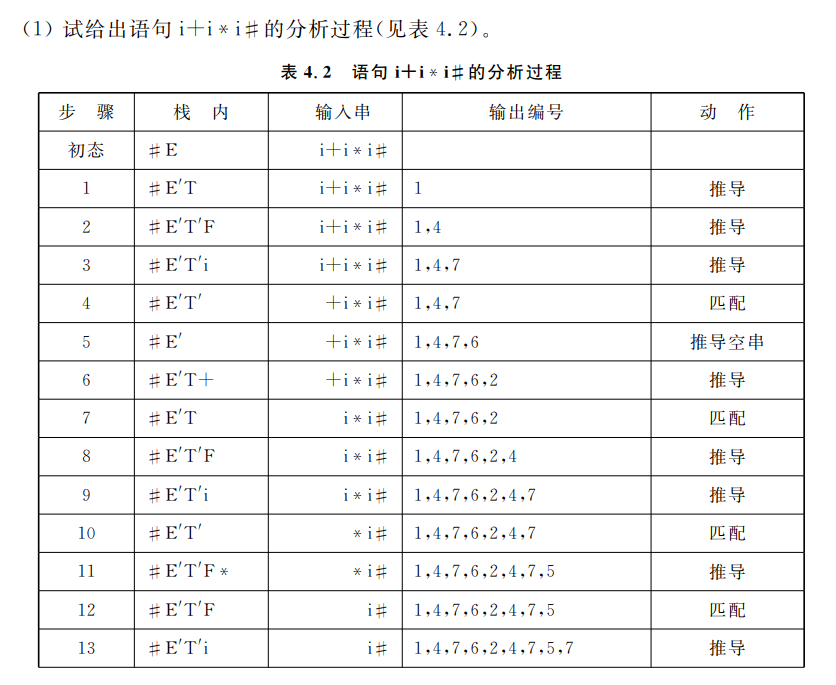 (1) 试给出语句 i+i*i♯的分析过程(见表 4.2)。
表 4.2 语句 i+i*i♯的分析过程
步 骤 栈 内 输入串 输出编号 动 作
初态 ♯E i+i*i♯
1 ♯E′T i+i*i♯ 1 推导
2 ♯E′T′F i+i*i♯ 1,4 推导
3 ♯E′T′i i+i*i♯ 1,4,7 推导
4 ♯E′T′ +i*i♯ 1,4,7 匹配
5 ♯E′ +i*i♯ 1,4,7,6 推导空串
6 ♯E′T+ +i*i♯ 1,4,7,6,2 推导
7 ♯E′T i*i♯ 1,4,7,6,2 匹配
8 ♯E′T′F i*i♯ 1,4,7,6,2,4 推导
9 ♯E′T′i i*i♯ 1,4,7,6,2,4,7 推导
10 ♯E′T′ *i♯ 1,4,7,6,2,4,7 匹配
11 ♯E′T′F* *i♯ 1,4,7,6,2,4,7,5 推导
12 ♯E′T′F i♯ 1,4,7,6,2,4,7,5 匹配
13 ♯E′T′i i♯ 1,4,7,6,2,4,7,5,7 推导